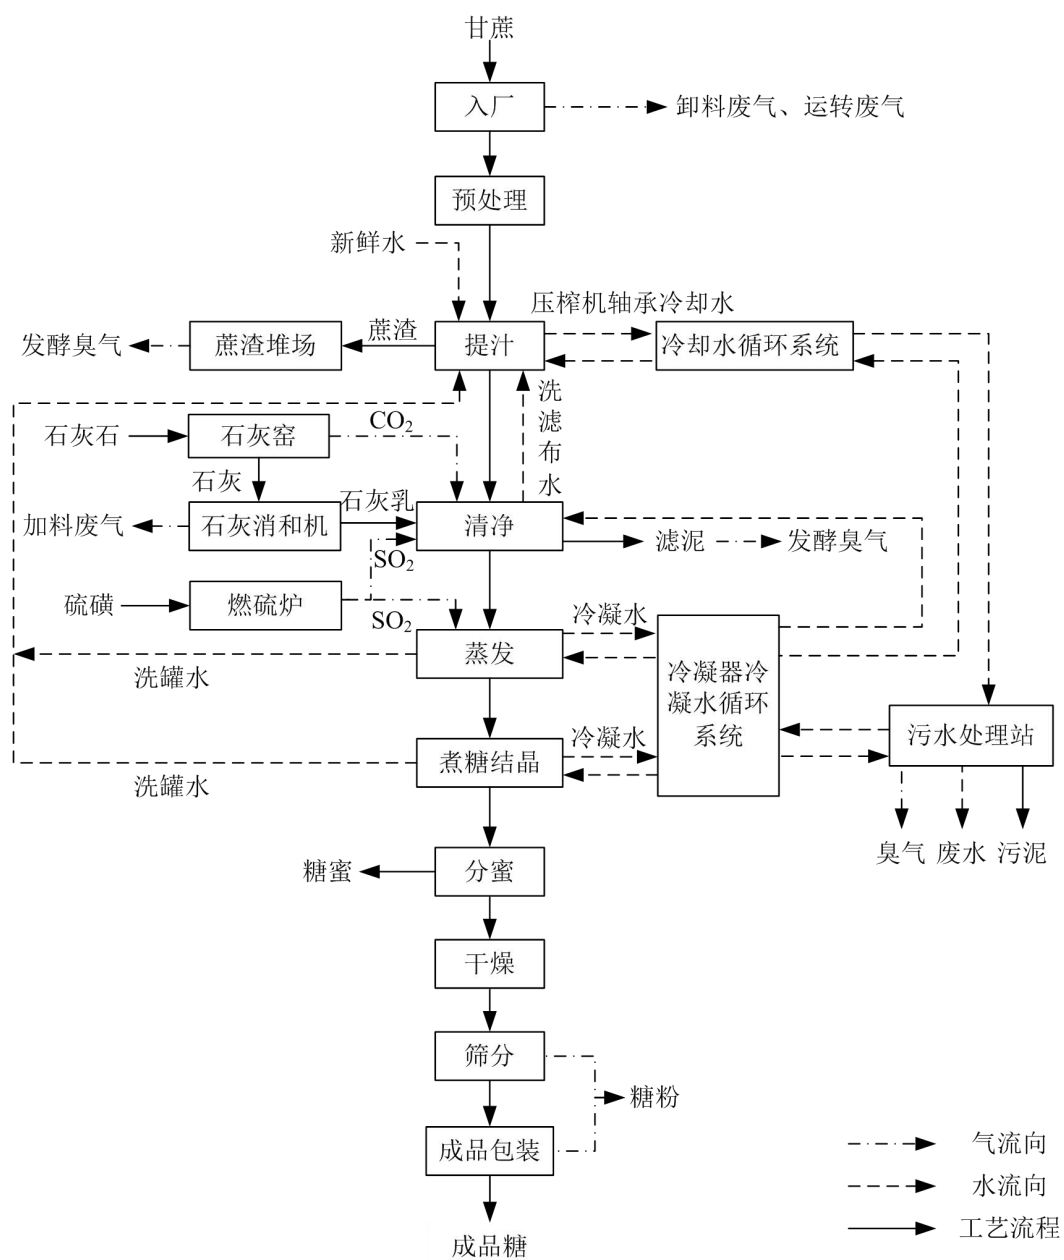 甘蔗
入厂
卸料废气、运转废气
预处理
新鲜水
压榨机轴承冷却水
发酵臭气
蔗渣堆场
蔗渣
提汁
冷却水循环系统
洗滤布水
石灰石
石灰窑
CO₂
石灰
石灰乳
加料废气
石灰消和机
清净
滤泥
发酵臭气
SO₂
硫磺
燃硫炉
SO₂
冷凝水
蒸发
洗罐水
冷凝器冷
凝水循环
系统
污水处理站
冷凝水
煮糖结晶
洗罐水
臭气
废水
污泥
糖蜜
分蜜
干燥
筛分
糖粉
成品包装
气流向
水流向
工艺流程
成品糖